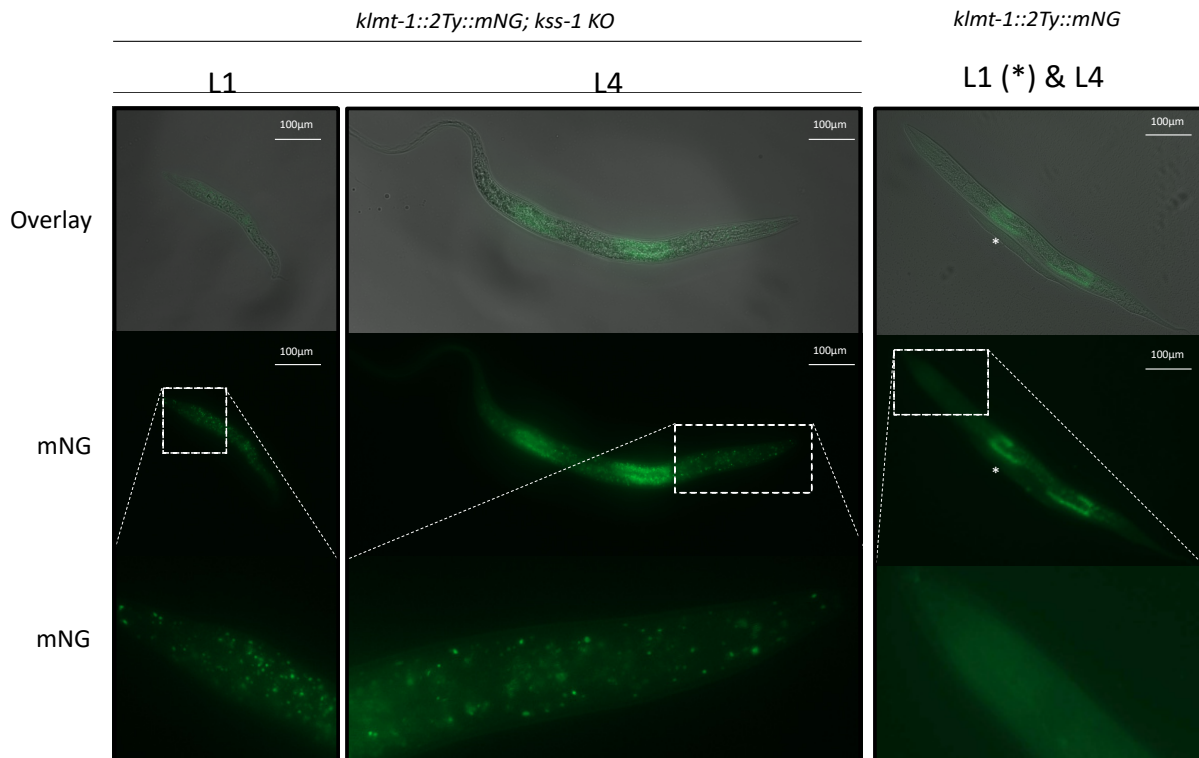 klmt-1::2Ty::mNG; kss-1 KO
klmt-1::2Ty::mNG
L1
L4
L1 (*) & L4
Overlay
100µm
100µm
100µm
*
mNG
100µm
100µm
100µm
*
mNG